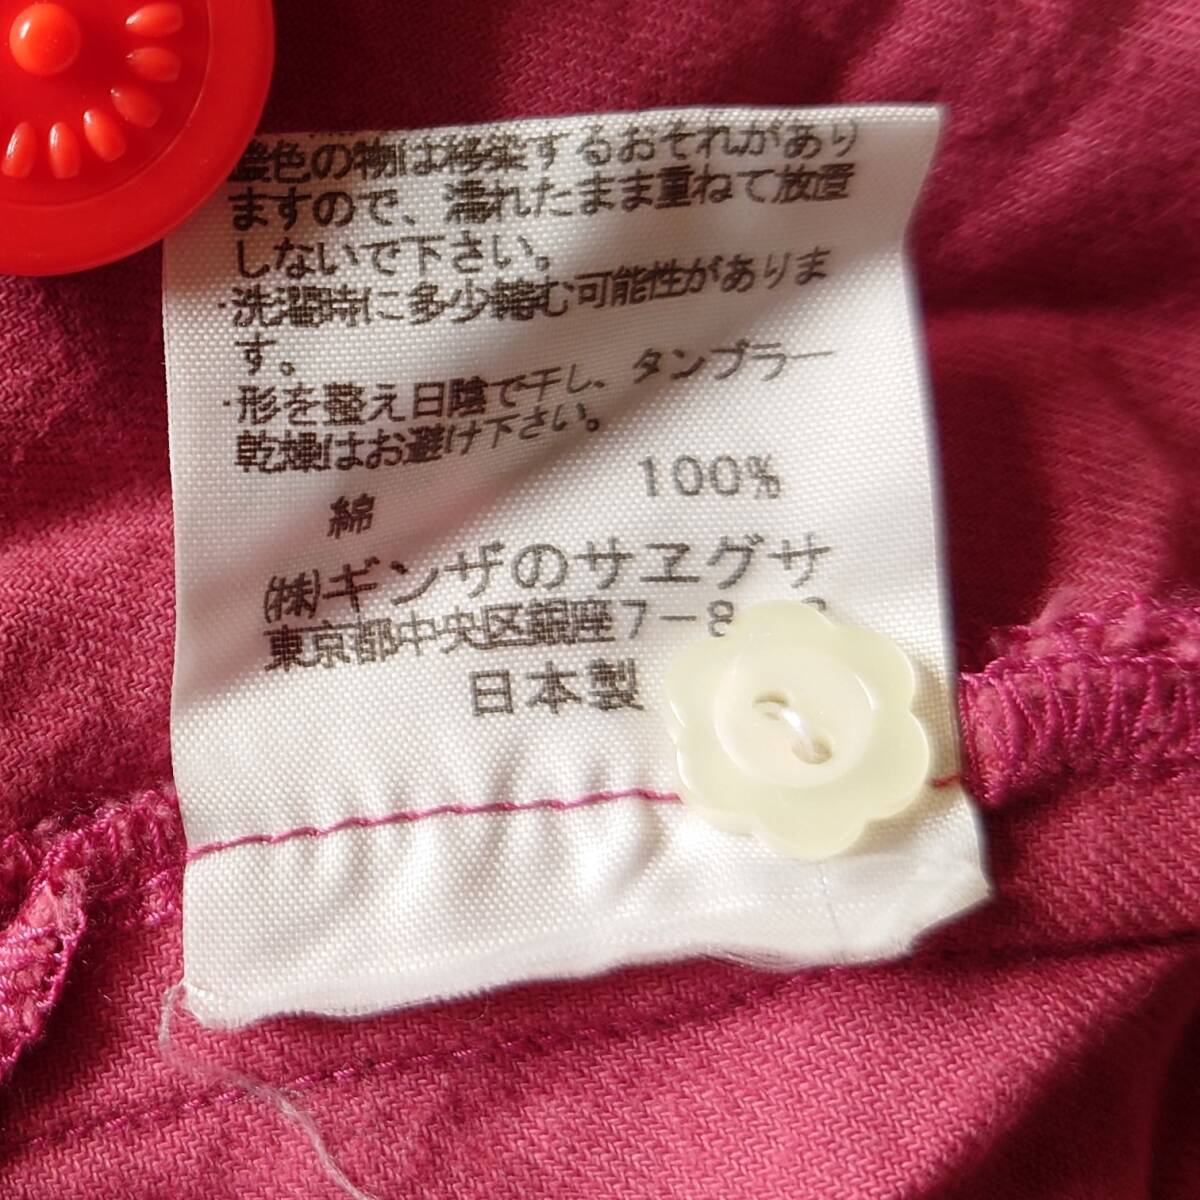 濃色の物は移染するおそれがあり
ますので、濡れたまま重ねて放置
しないで下さい。
・洗濯時に多少縮む可能性がありま
す。
・形を整え日陰で干し、タンブラー
乾燥はお避け下さい。
綿 100%
(株)ギンザのサヱグサ
東京都中央区銀座7-8
日本製